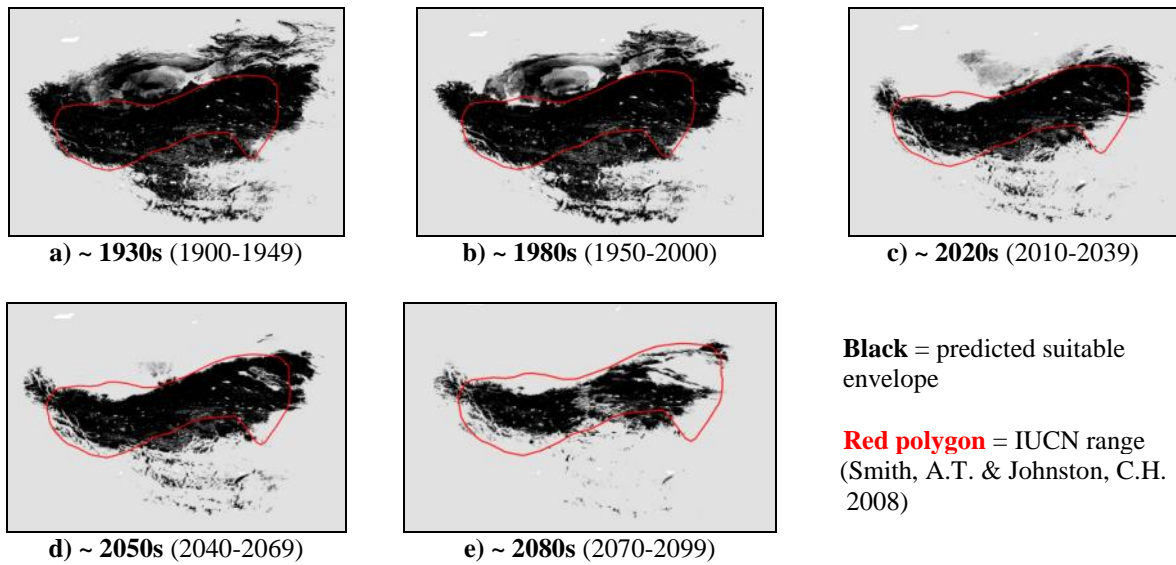 a) ~ 1930s (1900-1949)
b) ~ 1980s (1950-2000)
c) ~ 2020s (2010-2039)
d) ~ 2050s (2040-2069)
e) ~ 2080s (2070-2099)
Black = predicted suitable
envelope
Red polygon = IUCN range
(Smith, A.T. & Johnston, C.H.
2008)